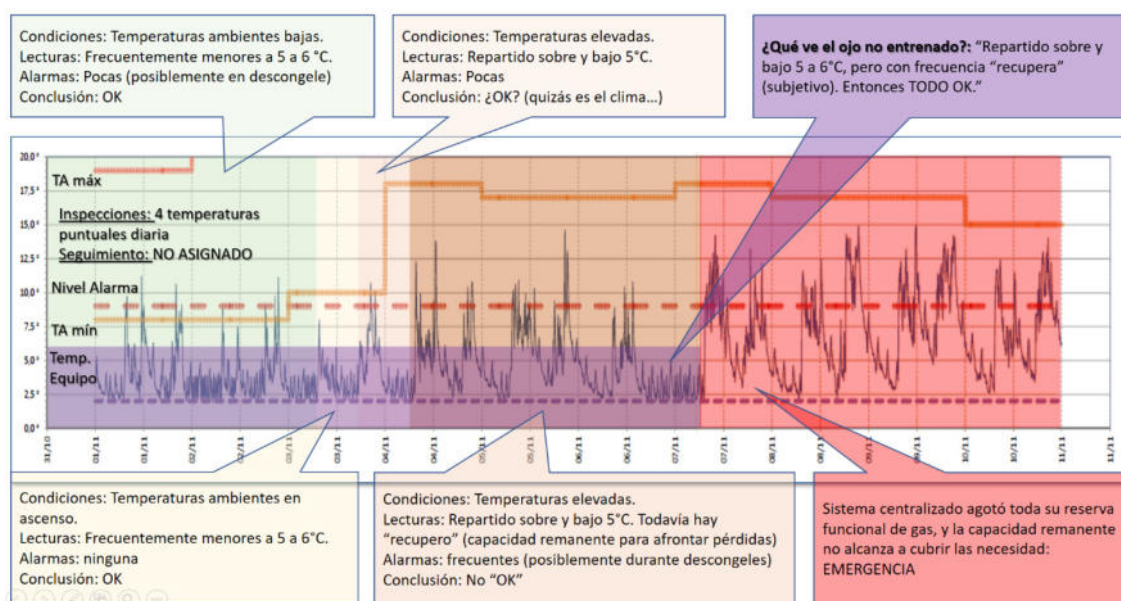 Condiciones: Temperaturas ambientes bajas.
Lecturas: Frecuentemente menores a 5 a 6 °C.
Alarmas: Pocas (posiblemente en descongele)
Conclusión: OK
Condiciones: Temperaturas elevadas.
Lecturas: Repartido sobre y bajo 5°C.
Alarmas: Pocas
Conclusión: ¿OK? (quizás es el clima...)
¿Qué ve el ojo no entrenado?: “Repartido sobre y
bajo 5 a 6°C, pero con frecuencia “recupera”
(subjetivo). Entonces TODO OK.”
20.0°
17.5°
15.0°
12.5°
10.0°
7.5°
5.0°
2.5°
0.0°
TA máx
Inspecciones: 4 temperaturas
puntuales diaria
Seguimiento: NO ASIGNADO
Nivel Alarma
TA mín
Temp.
Equipo
31/10
01/11
01/11
02/11
02/11
03/11
03/11
04/11
04/11
05/11
05/11
06/11
06/11
07/11
07/11
08/11
08/11
09/11
09/11
10/11
10/11
11/11
11/11
Condiciones: Temperaturas ambientes en
ascenso.
Lecturas: Frecuentemente menores a 5 a 6°C.
Alarmas: ninguna
Conclusión: OK
Condiciones: Temperaturas elevadas.
Lecturas: Repartido sobre y bajo 5°C. Todavía hay
“recupero” (capacidad remanente para afrontar pérdidas)
Alarmas: frecuentes (posiblemente durante descongeles)
Conclusión: No “OK”
Sistema centralizado agotó toda su reserva
funcional de gas, y la capacidad remanente
no alcanza a cubrir las necesidad:
EMERGENCIA